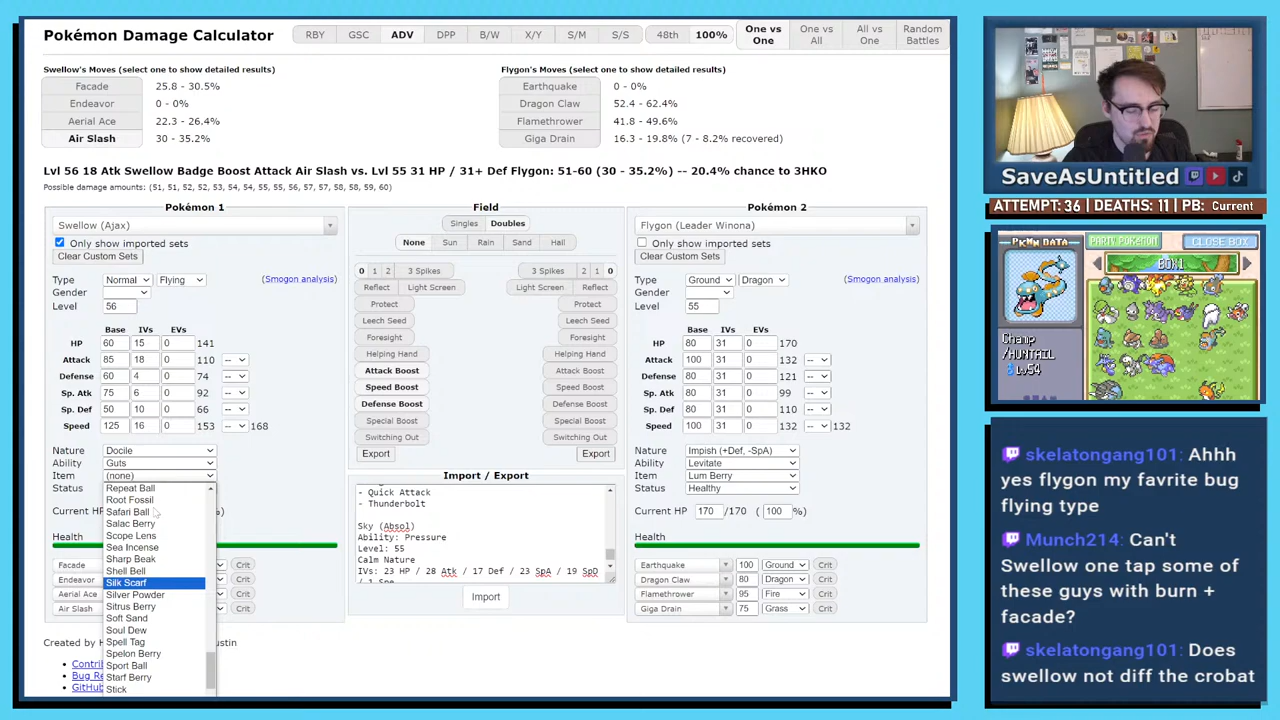 Pokémon Damage Calculator
RBY GSC ADV DPP B/W X/Y S/M S/S 48th 100% One vs One One vs All All vs One Random Battles
Swellow's Moves (select one to show detailed results)
Facade 25.8 - 30.5%
Endeavor 0 - 0%
Aerial Ace 22.3 - 26.4%
Air Slash 30 - 35.2%
Flygon's Moves (select one to show detailed results)
Earthquake 0 - 0%
Dragon Claw 52.4 - 62.4%
Flamethrower 41.8 - 49.6%
Giga Drain 16.3 - 19.8% (7 - 8.2% recovered)
Lvl 56 18 Atk Swellow Badge Boost Attack Air Slash vs. Lvl 55 31 HP / 31+ Def Flygon: 51-60 (30 - 35.2%) -- 20.4% chance to 3HKO
Possible damage amounts: (51, 51, 52, 52, 53, 54, 54, 55, 55, 56, 57, 57, 58, 58, 59, 60)
Pokémon 1
Swellow (Ajax)
Only show imported sets
Clear Custom Sets
Type Normal Flying (Smogon analysis)
Gender
Level 56
Base IVs EVs
HP 60 15 0 141
Attack 85 18 0 110 --
Defense 60 4 0 74 --
Sp. Atk 75 6 0 92 --
Sp. Def 50 10 0 66 --
Speed 125 16 0 153 -- 168
Nature Docile
Ability Guts
Item (none)
Status
Repeat Ball
Root Fossil
Safari Ball
Salac Berry
Scope Lens
Sea Incense
Sharp Beak
Shell Bell
Silk Scarf
Silver Powder
Sitrus Berry
Soft Sand
Soul Dew
Spell Tag
Spelon Berry
Sport Ball
Starf Berry
Stick
Current HP
%)
Health
Facade Crit
Endeavor Crit
Aerial Ace Crit
Air Slash Crit
Field
Singles Doubles
None Sun Rain Sand Hail
0 1 2 3 Spikes 3 Spikes 2 1 0
Reflect Light Screen Light Screen Reflect
Protect Protect
Leech Seed Leech Seed
Foresight Foresight
Helping Hand Helping Hand
Attack Boost Attack Boost
Speed Boost Speed Boost
Defense Boost Defense Boost
Special Boost Special Boost
Switching Out Switching Out
Export Export
Import / Export
- Quick Attack
- Thunderbolt
Sky (Absol)
Ability: Pressure
Level: 55
Calm Nature
IVs: 23 HP / 28 Atk / 17 Def / 23 SpA / 19 SpD
/ 1 Spe
Import
Pokémon 2
Flygon (Leader Winona)
Only show imported sets
Clear Custom Sets
Type Ground Dragon (Smogon analysis)
Gender
Level 55
Base IVs EVs
HP 80 31 0 170
Attack 100 31 0 132 --
Defense 80 31 0 121 --
Sp. Atk 80 31 0 99 --
Sp. Def 80 31 0 110 --
Speed 100 31 0 132 -- 132
Nature Impish (+Def, -SpA)
Ability Levitate
Item Lum Berry
Status Healthy
Current HP 170 /170 ( 100 %)
Health
Earthquake 100 Ground Crit
Dragon Claw 80 Dragon Crit
Flamethrower 95 Fire Crit
Giga Drain 75 Grass Crit
Created by H
ustin
Contrib
Bug Re
GitHub
SaveAsUntitled
ATTEMPT: 36 | DEATHS: 11 | PB: Current
PKMN DATA
PARTY POKéMON
CLOSE BOX
BOX1
Champ
/HUNTAIL
Lv54
skelatongang101: Ahhh
yes flygon my favrite bug
flying type
Munch214: Can't
Swellow one tap some of
these guys with burn +
facade?
skelatongang101: Does
swellow not diff the crobat